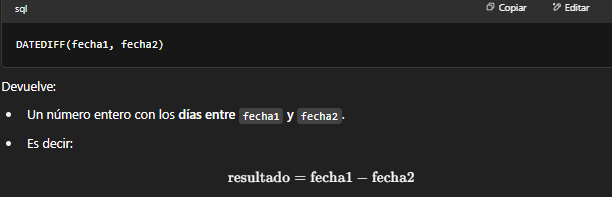 sql Copiar Editar
DATEDIFF(fecha1, fecha2)
Devuelve:
• Un número entero con los días entre fecha1 y fecha2.
• Es decir:
resultado = fecha1 − fecha2